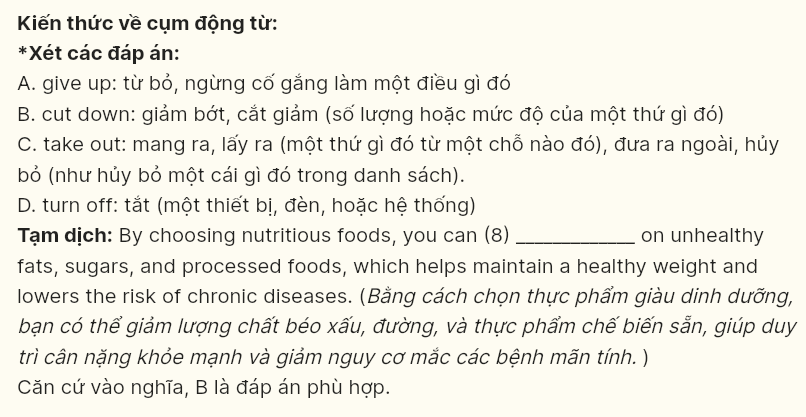 Kiến thức về cụm động từ:
*Xét các đáp án:
A. give up: từ bỏ, ngừng cố gắng làm một điều gì đó
B. cut down: giảm bớt, cắt giảm (số lượng hoặc mức độ của một thứ gì đó)
C. take out: mang ra, lấy ra (một thứ gì đó từ một chỗ nào đó), đưa ra ngoài, hủy
bỏ (như hủy bỏ một cái gì đó trong danh sách).
D. turn off: tắt (một thiết bị, đèn, hoặc hệ thống)
Tạm dịch: By choosing nutritious foods, you can (8) _____________ on unhealthy
fats, sugars, and processed foods, which helps maintain a healthy weight and
lowers the risk of chronic diseases. (Bằng cách chọn thực phẩm giàu dinh dưỡng,
bạn có thể giảm lượng chất béo xấu, đường, và thực phẩm chế biến sẵn, giúp duy
trì cân nặng khỏe mạnh và giảm nguy cơ mắc các bệnh mãn tính. )
Căn cứ vào nghĩa, B là đáp án phù hợp.